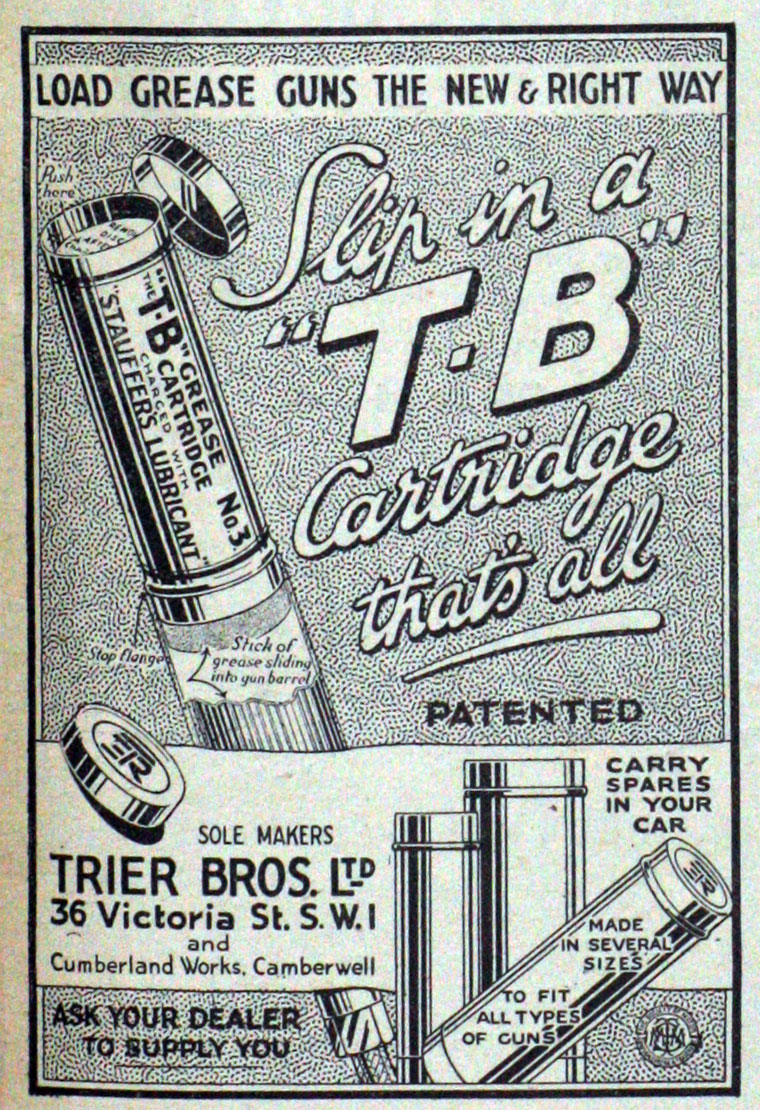 LOAD GREASE GUNS THE NEW & RIGHT WAY
Push
here
Slip in a
"T·B"
Cartridge
that's all
THE "T·B" GREASE
CARTRIDGE No.3
CHARGED WITH
"STAUFFER'S LUBRICANT"
Stop flange
Stick of
grease sliding
into gun barrel
PATENTED
CARRY
SPARES
IN YOUR
CAR
SOLE MAKERS
TRIER BROS. LTD
36 Victoria St. S.W.1
and
Cumberland Works, Camberwell
MADE
IN SEVERAL
SIZES
TO FIT
ALL TYPES
OF GUNS
ASK YOUR DEALER
TO SUPPLY YOU